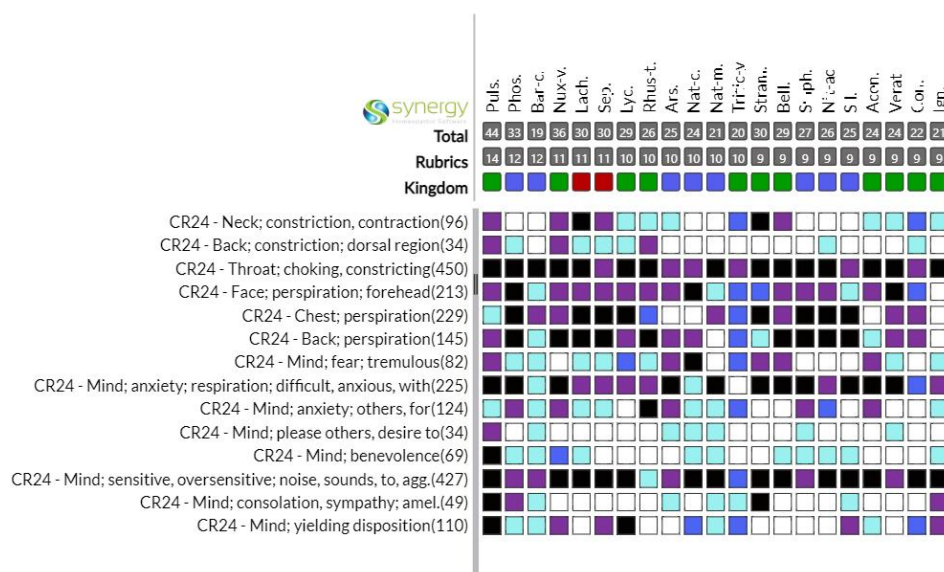 Puls. Phos. Bar-c. Nux-v. Lach. Sep. Lyc. Rhus-t. Ars. Nat-c. Nat-m. Bell. Verat
synergy
Homeopathic Software
Total 44 33 19 36 30 30 29 26 25 24 21 20 30 29 27 26 25 24 24 22 21
Rubrics 14 12 12 11 11 11 10 10 10 10 10 10 9 9 9 9 9 9 9 9 9
Kingdom
CR24 - Neck; constriction, contraction(96)
CR24 - Back; constriction; dorsal region(34)
CR24 - Throat; choking, constricting(450)
CR24 - Face; perspiration; forehead(213)
CR24 - Chest; perspiration(229)
CR24 - Back; perspiration(145)
CR24 - Mind; fear; tremulous(82)
CR24 - Mind; anxiety; respiration; difficult, anxious, with(225)
CR24 - Mind; anxiety; others, for(124)
CR24 - Mind; please others, desire to(34)
CR24 - Mind; benevolence(69)
CR24 - Mind; sensitive, oversensitive; noise, sounds, to, agg.(427)
CR24 - Mind; consolation, sympathy; amel.(49)
CR24 - Mind; yielding disposition(110)